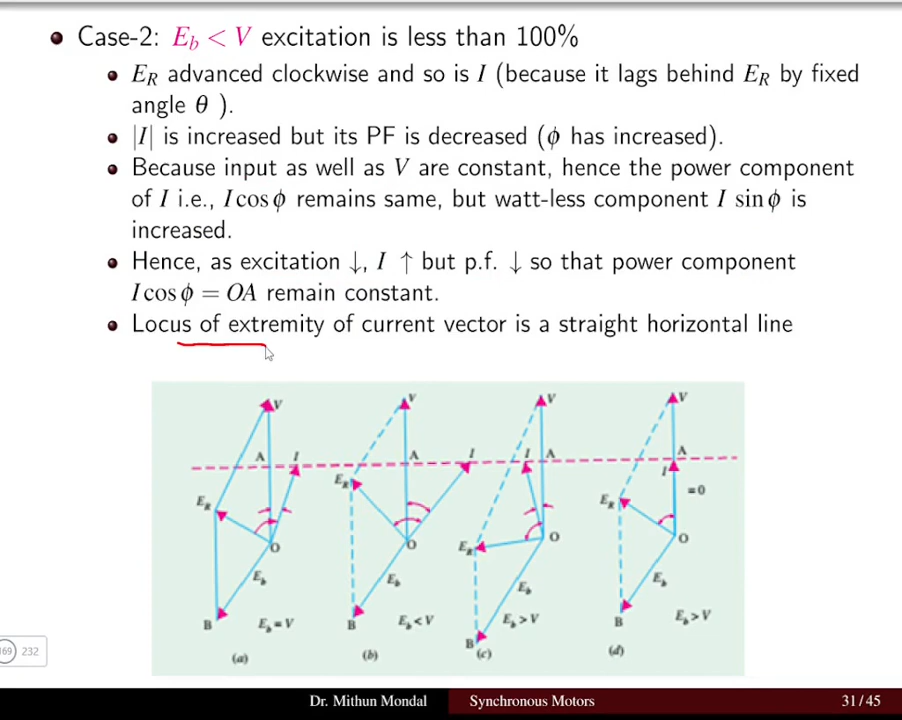 Case-2: E_b < V excitation is less than 100%
E_R advanced clockwise and so is I (because it lags behind E_R by fixed
angle θ ).
|I| is increased but its PF is decreased (ϕ has increased).
Because input as well as V are constant, hence the power component
of I i.e., I cos ϕ remains same, but watt-less component I sin ϕ is
increased.
Hence, as excitation ↓, I ↑ but p.f. ↓ so that power component
I cos ϕ = OA remain constant.
Locus of extremity of current vector is a straight horizontal line
V V V V
A I A I I A A
I
E_R E_R E_R E_R =0
O O O O
E_b E_b E_b E_b
B E_b = V B E_b < V B E_b > V B E_b > V
(a) (b) (c) (d)
169 232
Dr. Mithun Mondal Synchronous Motors 31/45